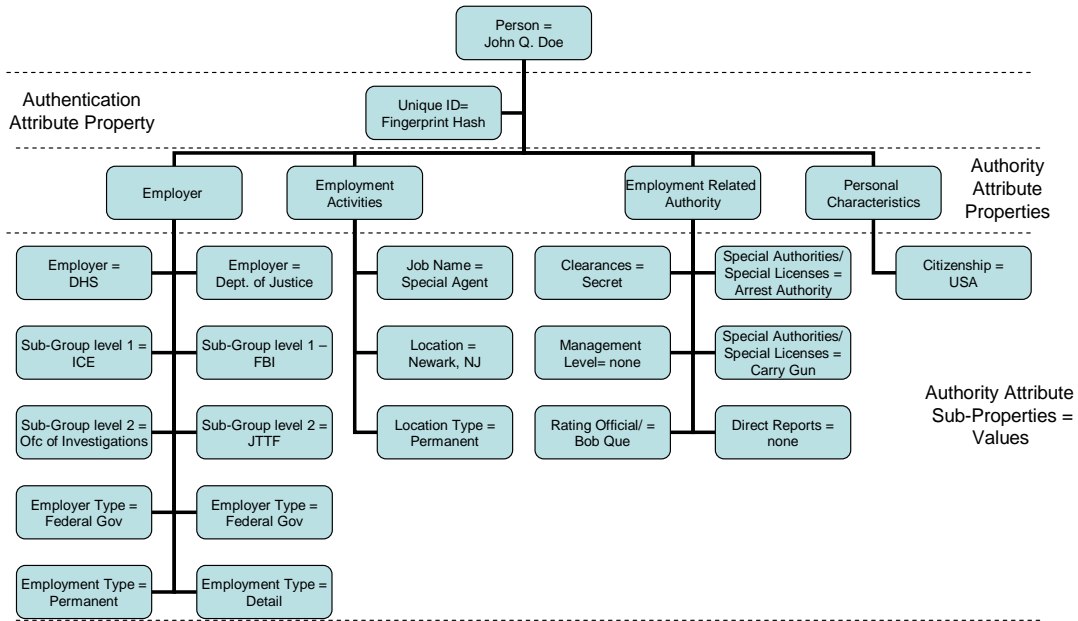 Person =
John Q. Doe
Authentication
Attribute Property
Unique ID=
Fingerprint Hash
Employer
Employment
Activities
Employment Related
Authority
Personal
Characteristics
Authority
Attribute
Properties
Employer =
DHS
Employer =
Dept. of Justice
Job Name =
Special Agent
Clearances =
Secret
Special Authorities/
Special Licenses =
Arrest Authority
Citizenship =
USA
Sub-Group level 1 =
ICE
Sub-Group level 1 –
FBI
Location =
Newark, NJ
Management
Level= none
Special Authorities/
Special Licenses =
Carry Gun
Sub-Group level 2 =
Ofc of Investigations
Sub-Group level 2 =
JTTF
Location Type =
Permanent
Rating Official/ =
Bob Que
Direct Reports =
none
Authority Attribute
Sub-Properties =
Values
Employer Type =
Federal Gov
Employer Type =
Federal Gov
Employment Type =
Permanent
Employment Type =
Detail